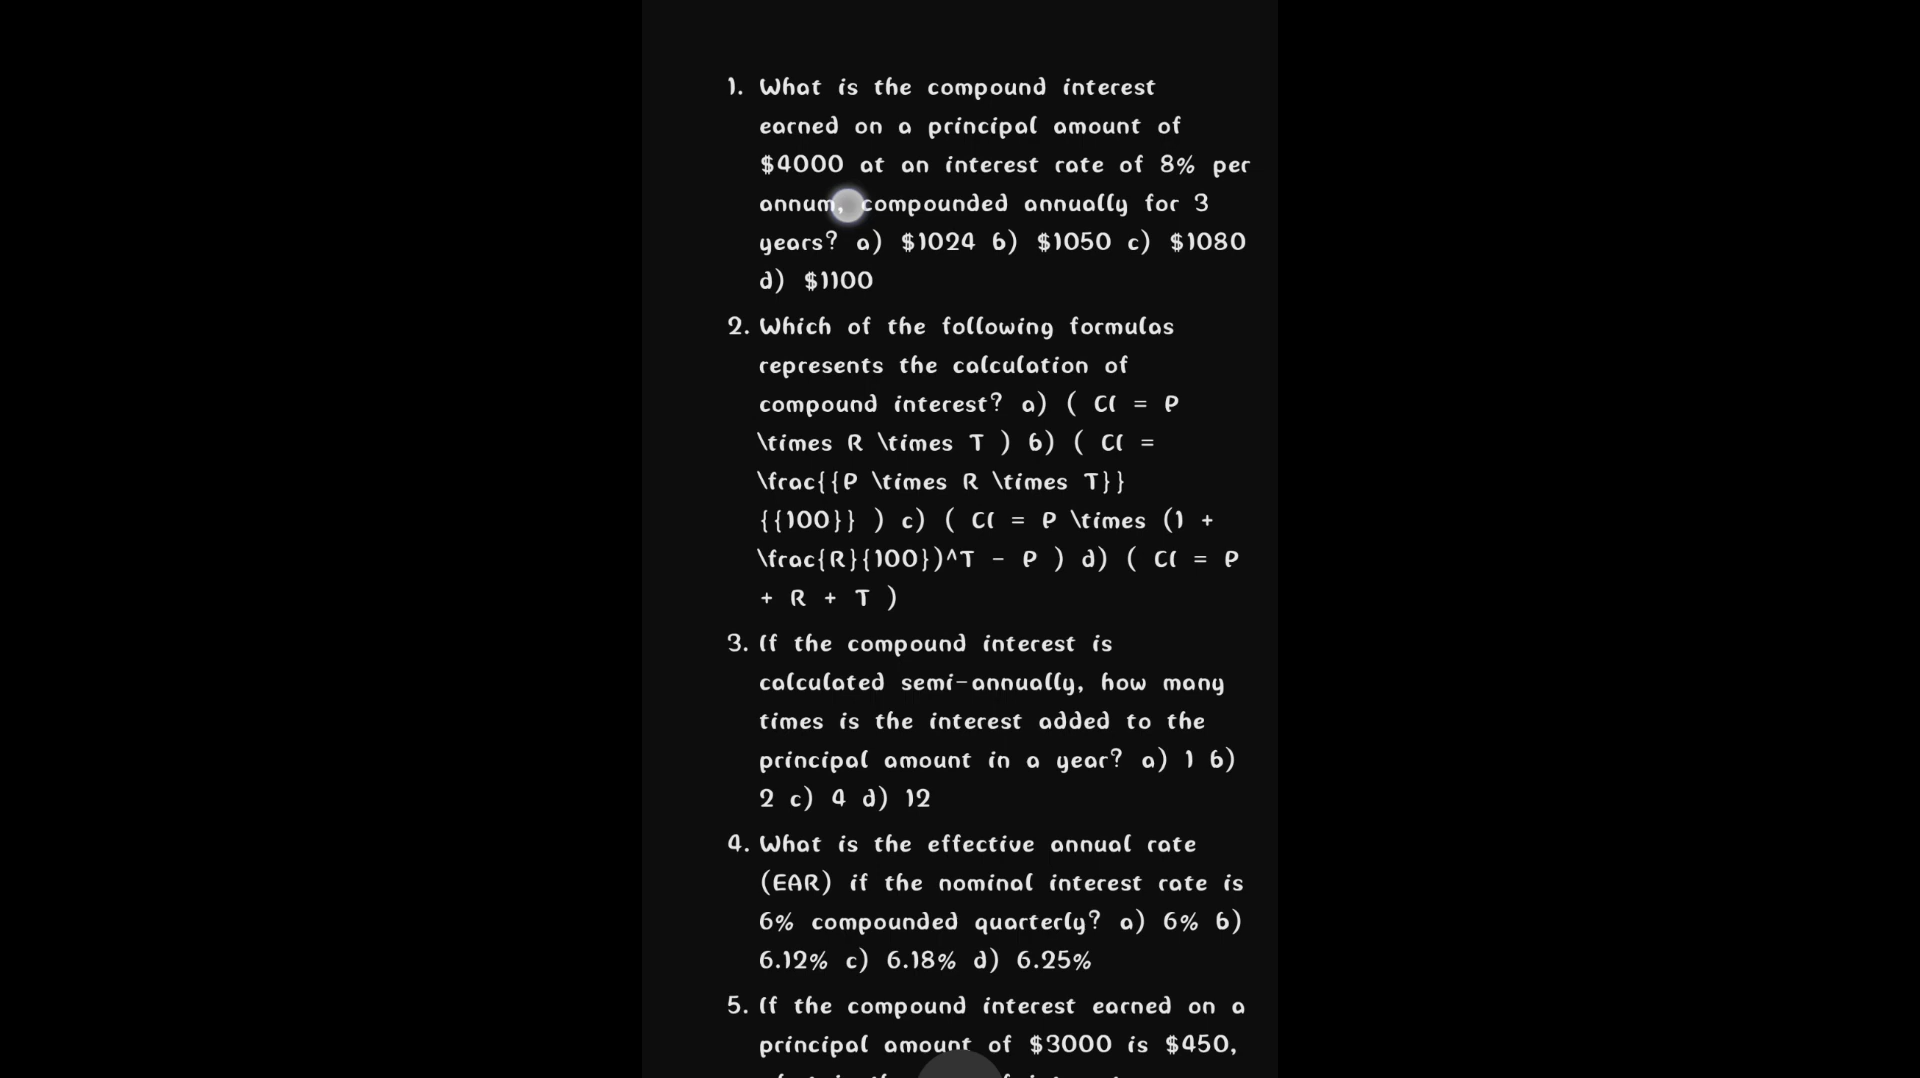 1. What is the compound interest
earned on a principal amount of
$4000 at an interest rate of 8% per
annum, compounded annually for 3
years? a) $1024 b) $1050 c) $1080
d) $1100
2. Which of the following formulas
represents the calculation of
compound interest? a) ( CI = P
\times R \times T ) b) ( CI =
\frac{{P \times R \times T}}
{{100}} ) c) ( CI = P \times (1 +
\frac{R}{100})^T - P ) d) ( CI = P
+ R + T )
3. If the compound interest is
calculated semi-annually, how many
times is the interest added to the
principal amount in a year? a) 1 b)
2 c) 4 d) 12
4. What is the effective annual rate
(EAR) if the nominal interest rate is
6% compounded quarterly? a) 6% b)
6.12% c) 6.18% d) 6.25%
5. If the compound interest earned on a
principal amount of $3000 is $450,